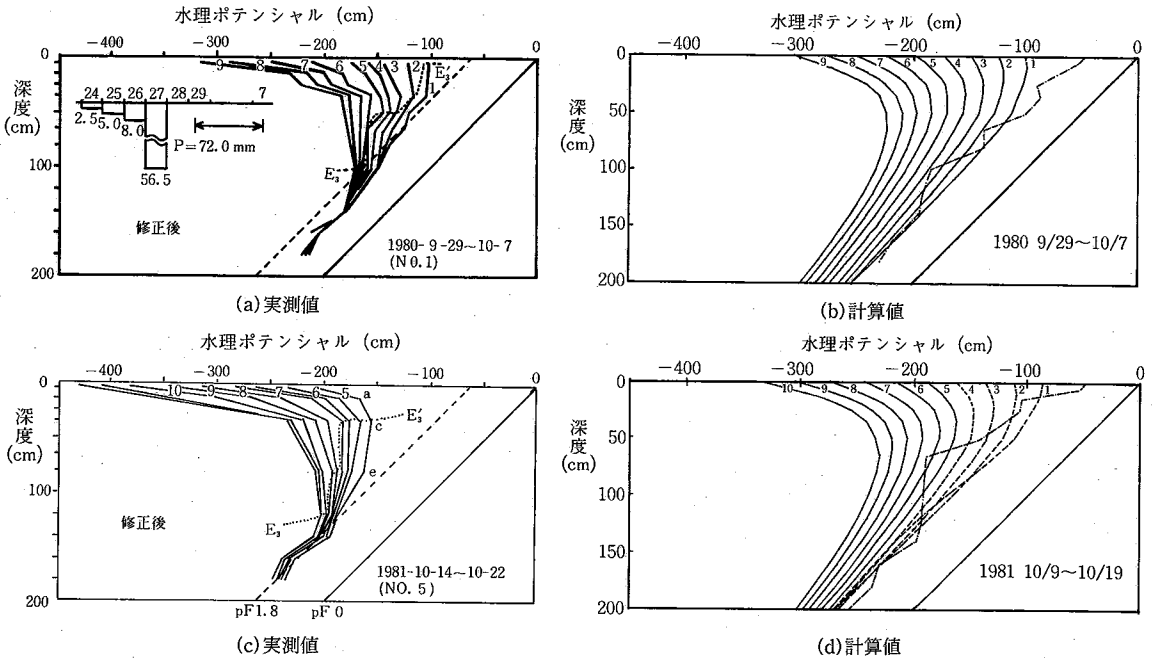 水理ポテンシャル (cm)
-400 -300 -200 -100 0
0
100
200
深度
(cm)
9 8 7 6 5 4 3 2 E₃
1
24 25 26 27 28 29 7
2.5 5.0 8.0
P=72.0 mm
56.5
E₃
修正後
1980-9-29~10-7
(NO.1)
(a)実測値
水理ポテンシャル (cm)
-400 -300 -200 -100 0
0
50
100
150
200
深度
(cm)
9 8 7 6 5 4 3 2 1
1980 9/29~10/7
(b)計算値
水理ポテンシャル (cm)
-400 -300 -200 -100 0
0
100
200
深度
(cm)
10 9 8 7 6 5 a
E₃′
c
e
E₃
修正後
1981-10-14~10-22
(NO.5)
pF1.8 pF0
(c)実測値
水理ポテンシャル (cm)
-400 -300 -200 -100 0
0
50
100
150
200
深度
(cm)
10 9 8 7 6 5 4 3 2 1
1981 10/9~10/19
(d)計算値